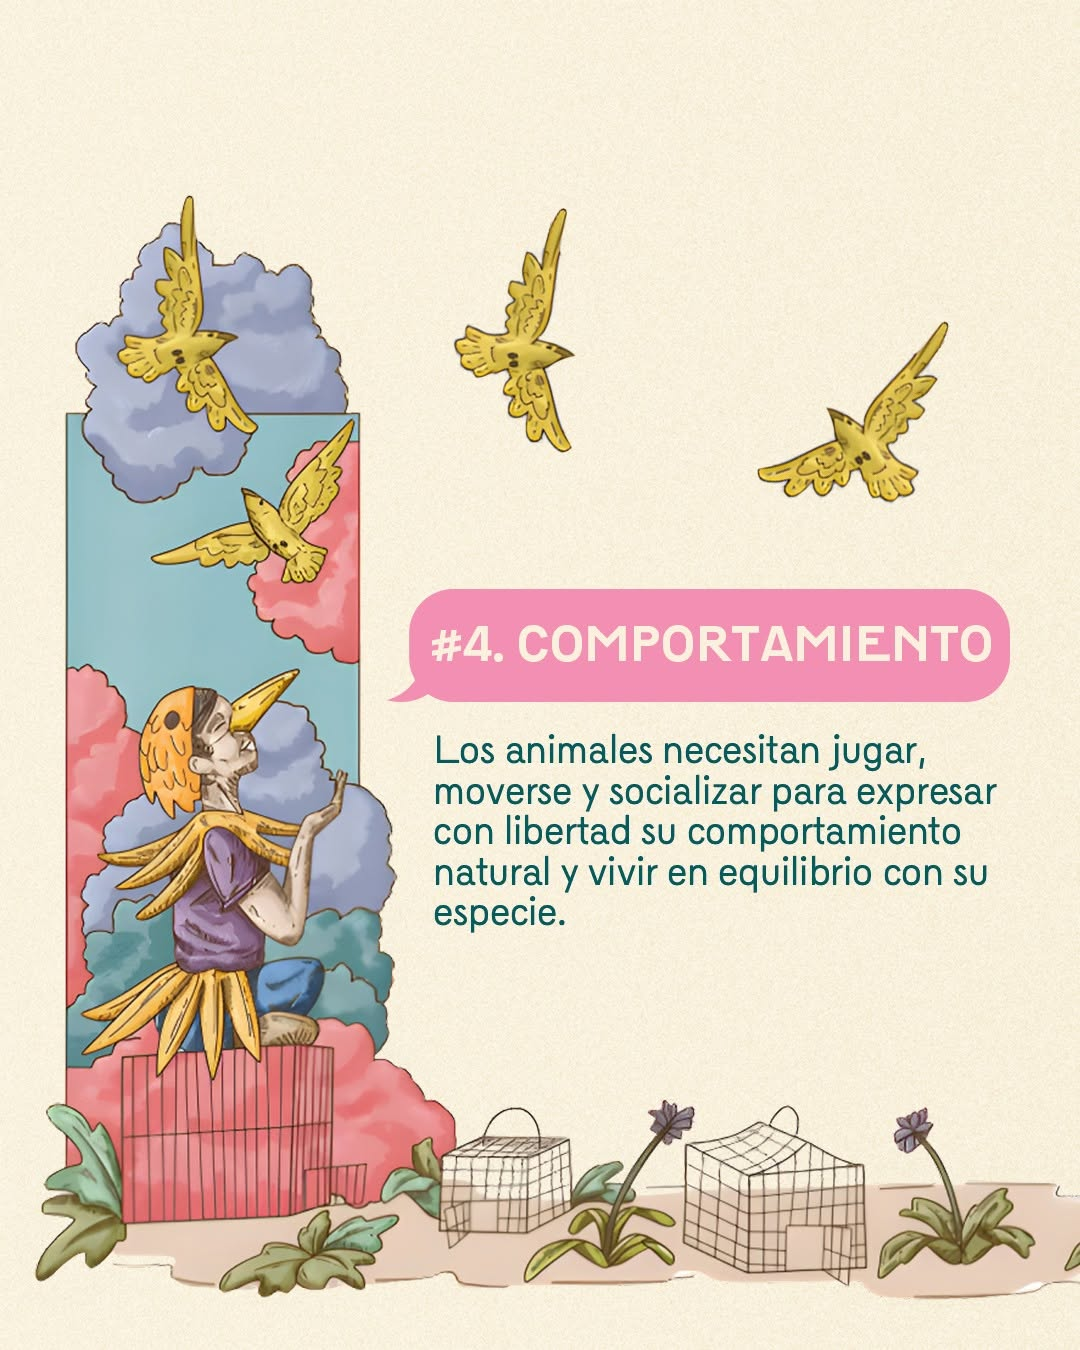 #4. COMPORTAMIENTO
Los animales necesitan jugar,
moverse y socializar para expresar
con libertad su comportamiento
natural y vivir en equilibrio con su
especie.